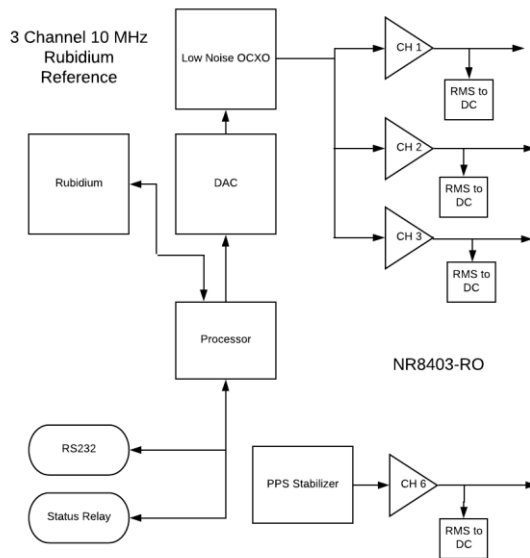 3 Channel 10 MHz
Rubidium
Reference
Low Noise OCXO
CH 1
RMS to
DC
Rubidium
DAC
CH 2
RMS to
DC
CH 3
RMS to
DC
Processor
NR8403-RO
RS232
PPS Stabilizer
CH 6
Status Relay
RMS to
DC